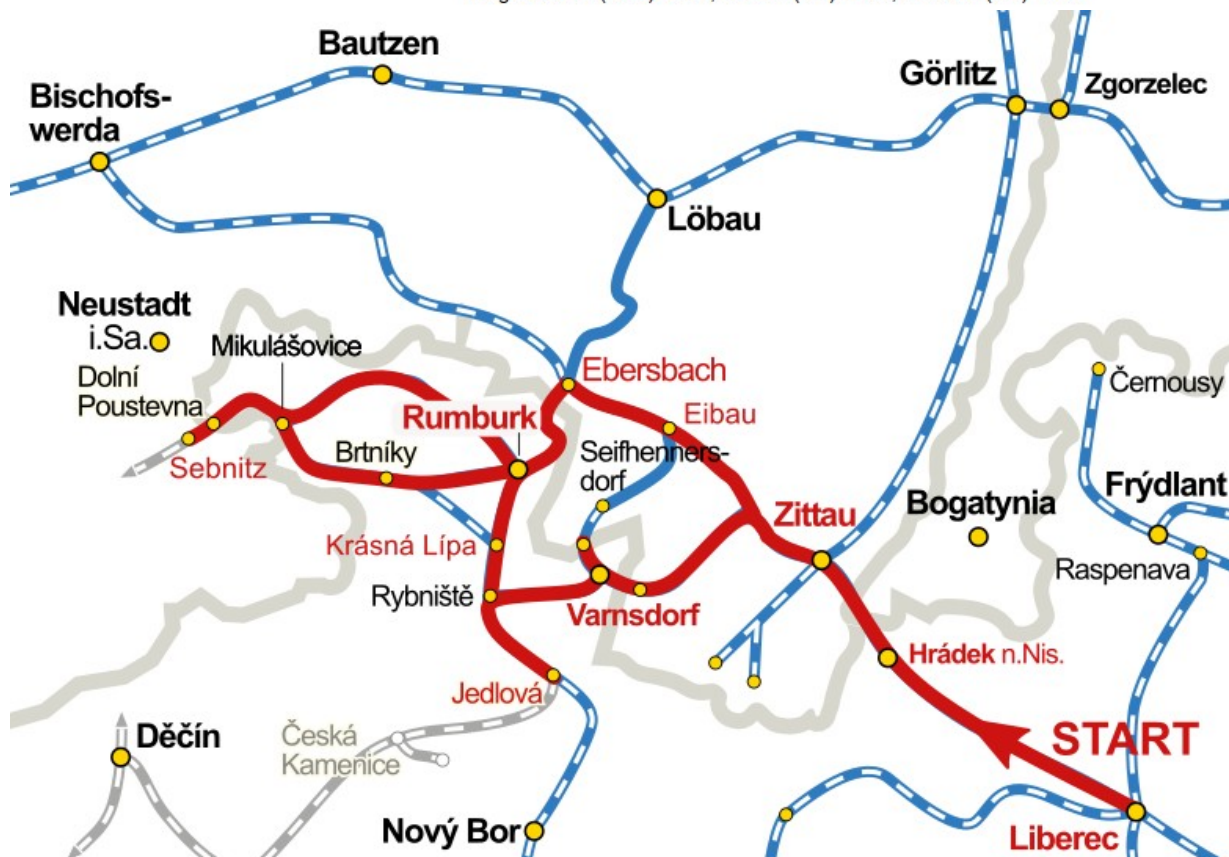 Bautzen
Görlitz
Zgorzelec
Bischofs-
werda
Löbau
Neustadt
i.Sa.
Mikulášovice
Dolní
Poustevna
Ebersbach
Černousy
Rumburk
Eibau
Sebnitz
Brtníky
Seifhenners-
dorf
Zittau
Bogatynia
Frýdlant
Krásná Lípa
Raspenava
Rybniště
Varnsdorf
Hrádek n.Nis.
Jedlová
START
Děčín
Česká
Kamenice
Nový Bor
Liberec